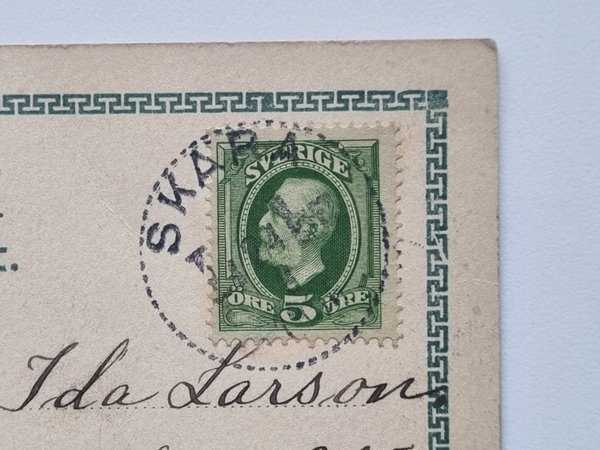 SKARA
SVERIGE
ÖRE 5 ÖRE
Ida Larson,